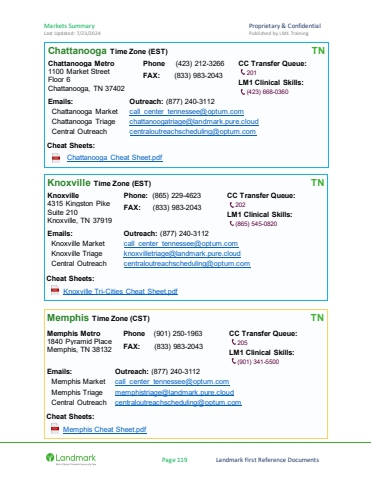 Markets Summary Proprietary & Confidential
Last Updated: 7/23/2024 Published by LMK Training
Chattanooga Time Zone (EST) TN
Chattanooga Metro Phone: (423) 212-3266 CC Transfer Queue:
1100 Market Street FAX: (833) 983-2043 201
Floor 6 LM1 Clinical Skills:
Chattanooga, TN 37402 (423) 668-0360
Emails: Outreach: (877) 240-3112
Chattanooga Market call_center_tennessee@optum.com
Chattanooga Triage chattanoogatriage@landmark.pure.cloud
Central Outreach centraloutreachscheduling@optum.com
Cheat Sheets:
Chattanooga Cheat Sheet.pdf
Knoxville Time Zone (EST) TN
Knoxville Phone: (865) 229-4623 CC Transfer Queue:
4315 Kingston Pike FAX: (833) 983-2043 202
Suite 210 LM1 Clinical Skills:
Knoxville, TN 37919 (865) 545-0820
Emails: Outreach: (877) 240-3112
Knoxville Market call_center_tennessee@optum.com
Knoxville Triage knoxvilletriage@landmark.pure.cloud
Central Outreach centraloutreachscheduling@optum.com
Cheat Sheets:
Knoxville Tri-Cities Cheat Sheet.pdf
Memphis Time Zone (CST) TN
Memphis Metro Phone (901) 250-1963 CC Transfer Queue:
1840 Pyramid Place FAX: (833) 983-2043 205
Memphis, TN 38132 LM1 Clinical Skills:
(901) 341-5500
Emails: Outreach: (877) 240-3112
Memphis Market call_center_tennessee@optum.com
Memphis Triage memphistriage@landmark.pure.cloud
Central Outreach centraloutreachscheduling@optum.com
Cheat Sheets:
Memphis Cheat Sheet.pdf
Landmark Page 119 Landmark First Reference Documents